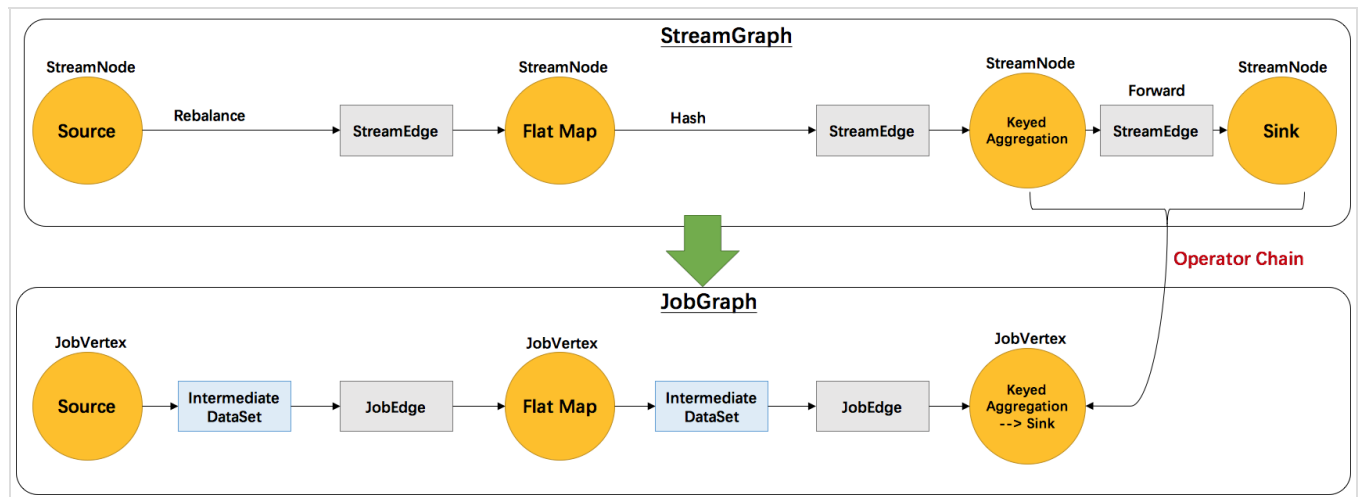 StreamGraph
StreamNode
StreamNode
StreamNode
StreamNode
Source
Rebalance
StreamEdge
Flat Map
Hash
StreamEdge
Keyed
Aggregation
Forward
StreamEdge
Sink
Operator Chain
JobGraph
JobVertex
JobVertex
JobVertex
Source
Intermediate
DataSet
JobEdge
Flat Map
Intermediate
DataSet
JobEdge
Keyed
Aggregation
--> Sink